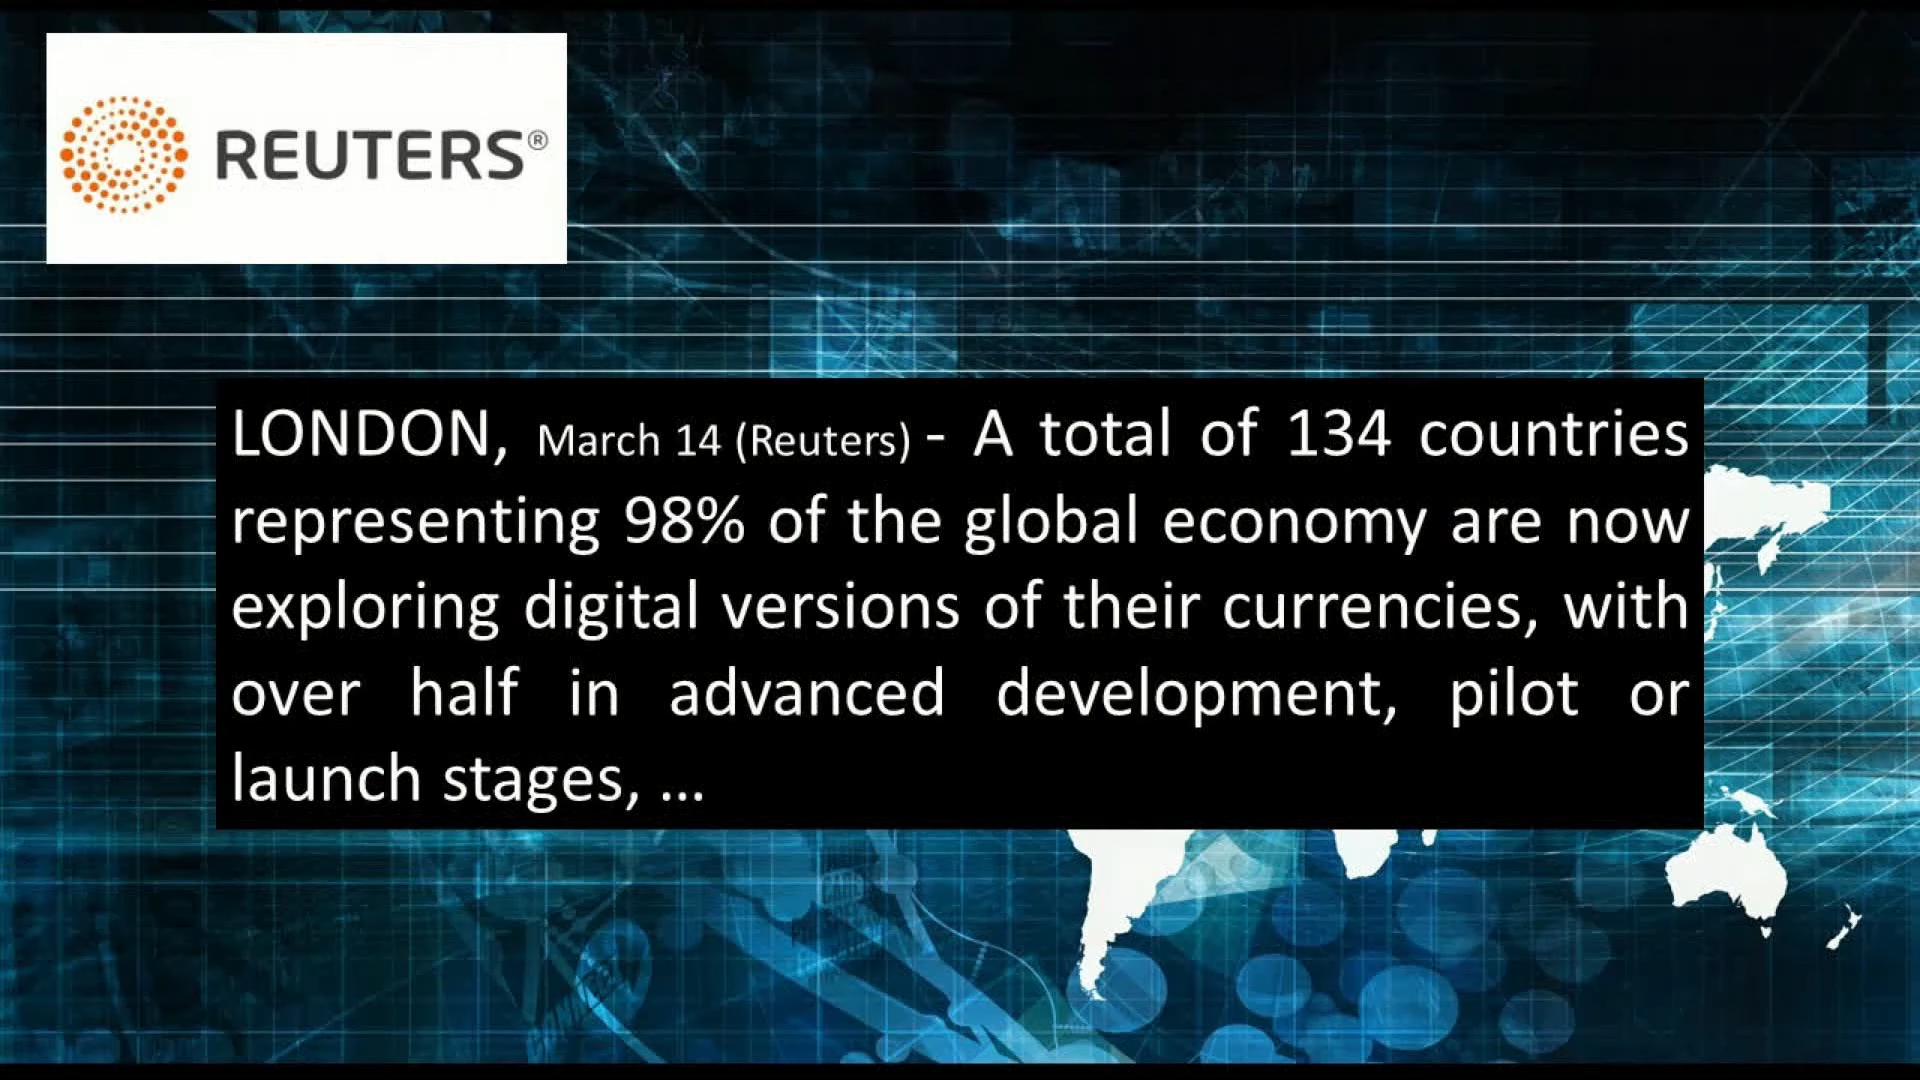 REUTERS®
LONDON, March 14 (Reuters) - A total of 134 countries
representing 98% of the global economy are now
exploring digital versions of their currencies, with
over half in advanced development, pilot or
launch stages, ...